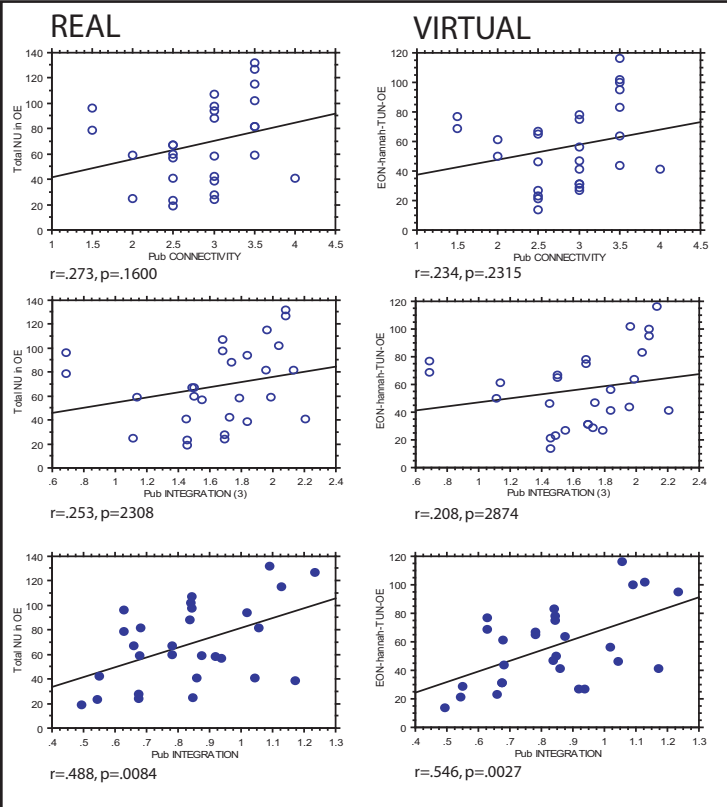 REAL
VIRTUAL
140
120
100
80
60
40
20
0
Total NU in OE
1 1.5 2 2.5 3 3.5 4 4.5
Pub CONNECTIVITY
r=.273, p=.1600
120
100
80
60
40
20
0
EON-hannah-TUN-OE
1 1.5 2 2.5 3 3.5 4 4.5
Pub CONNECTIVITY
r=.234, p=.2315
140
120
100
80
60
40
20
0
Total NU in OE
.6 .8 1 1.2 1.4 1.6 1.8 2 2.2 2.4
Pub INTEGRATION (3)
r=.253, p=2308
120
100
80
60
40
20
0
EON-hannah-TUN-OE
.6 .8 1 1.2 1.4 1.6 1.8 2 2.2 2.4
Pub INTEGRATION (3)
r=.208, p=2874
140
120
100
80
60
40
20
0
Total NU in OE
.4 .5 .6 .7 .8 .9 1 1.1 1.2 1.3
Pub INTEGRATION
r=.488, p=.0084
120
100
80
60
40
20
0
EON-hannah-TUN-OE
.4 .5 .6 .7 .8 .9 1 1.1 1.2 1.3
Pub INTEGRATION
r=.546, p=.0027